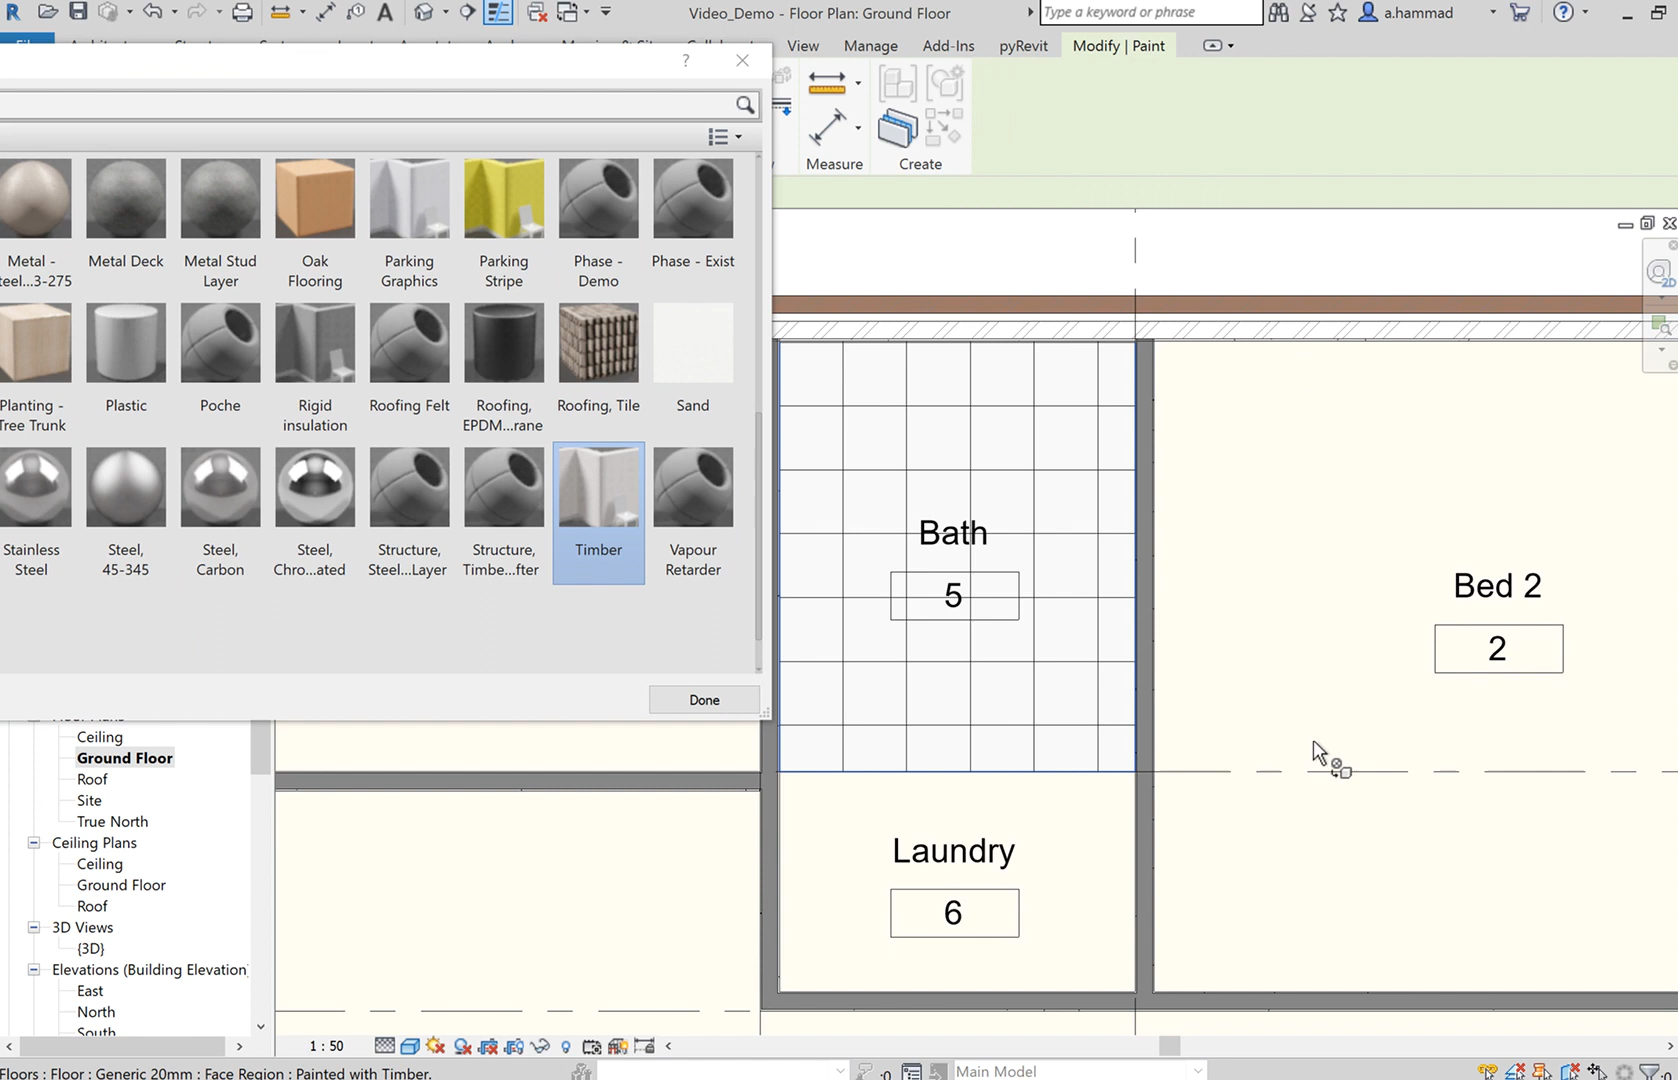 Video_Demo - Floor Plan: Ground Floor
Type a keyword or phrase
a.hammad
View
Manage
Add-Ins
pyRevit
Modify | Paint
Measure
Create
Metal -
teel...3-275
Metal Deck
Metal Stud
Layer
Oak
Flooring
Parking
Graphics
Parking
Stripe
Phase -
Demo
Phase - Exist
Planting -
Tree Trunk
Plastic
Poche
Rigid
insulation
Roofing Felt
Roofing,
EPDM...rane
Roofing, Tile
Sand
Stainless
Steel
Steel,
45-345
Steel,
Carbon
Steel,
Chro...ated
Structure,
Steel...Layer
Structure,
Timbe...fter
Timber
Vapour
Retarder
Done
Ceiling
Ground Floor
Roof
Site
True North
Ceiling Plans
Ceiling
Ground Floor
Roof
3D Views
{3D}
Elevations (Building Elevation)
East
North
South
Bath
5
Bed 2
2
Laundry
6
2D
1 : 50
Floors : Floor : Generic 20mm : Face Region : Painted with Timber.
:0
Main Model
:0